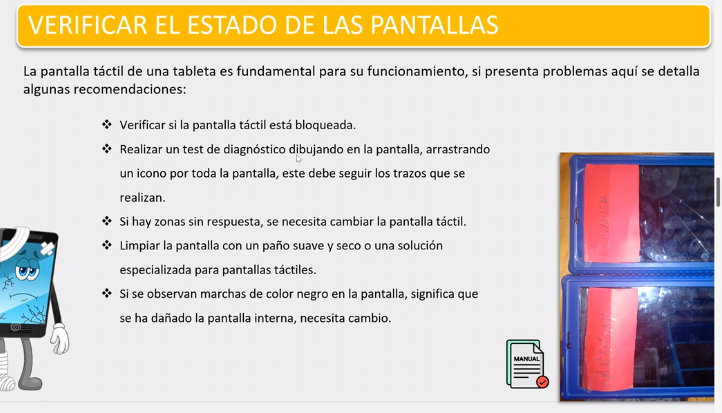 VERIFICAR EL ESTADO DE LAS PANTALLAS
La pantalla táctil de una tableta es fundamental para su funcionamiento, si presenta problemas aquí se detalla
algunas recomendaciones:
❖ Verificar si la pantalla táctil está bloqueada.
❖ Realizar un test de diagnóstico dibujando en la pantalla, arrastrando
un icono por toda la pantalla, este debe seguir los trazos que se
realizan.
❖ Si hay zonas sin respuesta, se necesita cambiar la pantalla táctil.
❖ Limpiar la pantalla con un paño suave y seco o una solución
especializada para pantallas táctiles.
❖ Si se observan marchas de color negro en la pantalla, significa que
se ha dañado la pantalla interna, necesita cambio.
MANUAL